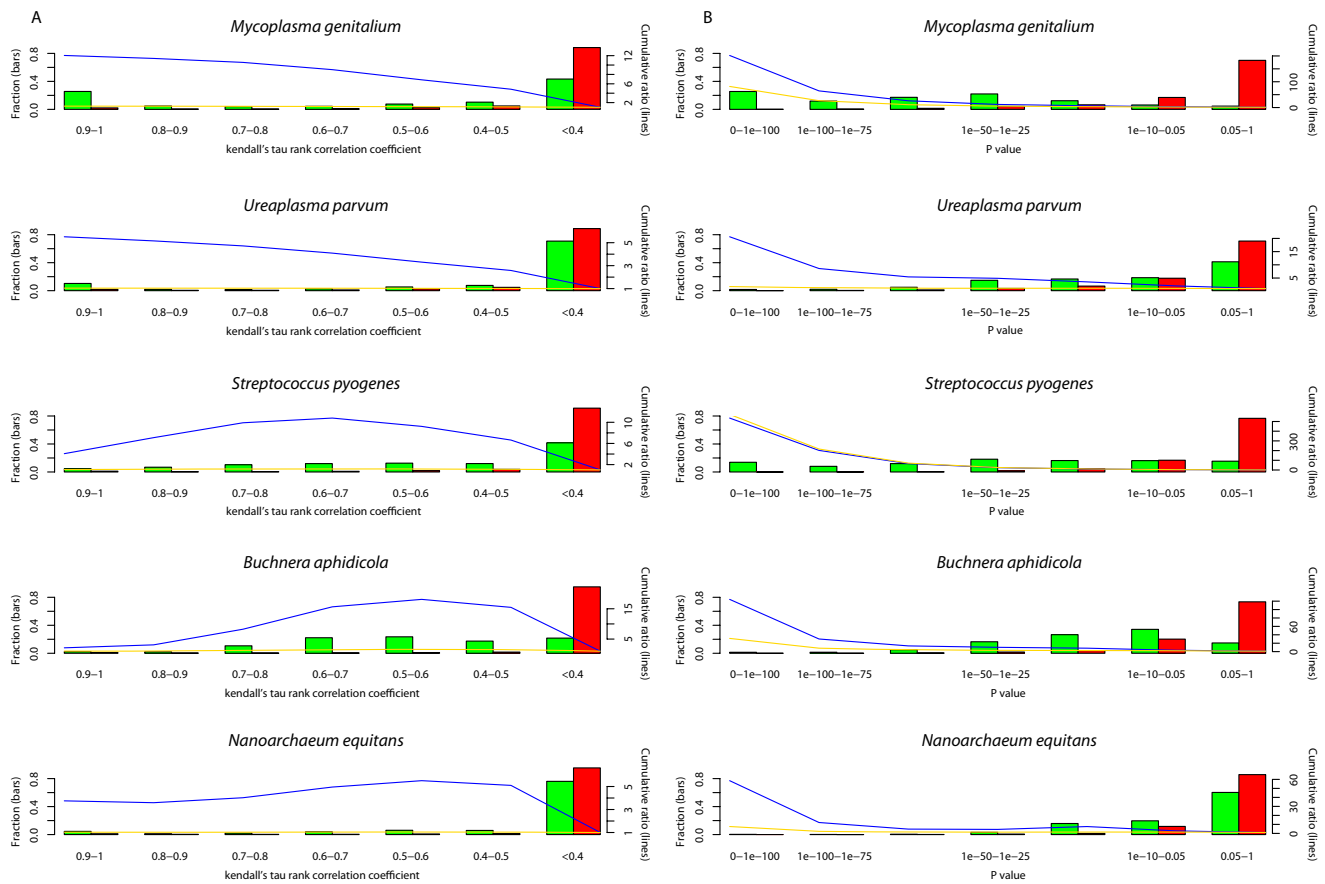 A
Mycoplasma genitalium
Fraction (bars)
0.0 0.4 0.8
2 6 12
Cumulative ratio (lines)
0.9−1 0.8−0.9 0.7−0.8 0.6−0.7 0.5−0.6 0.4−0.5 <0.4
kendall's tau rank correlation coefficient
Ureaplasma parvum
Fraction (bars)
0.0 0.4 0.8
1 3 5
Cumulative ratio (lines)
0.9−1 0.8−0.9 0.7−0.8 0.6−0.7 0.5−0.6 0.4−0.5 <0.4
kendall's tau rank correlation coefficient
Streptococcus pyogenes
Fraction (bars)
0.0 0.4 0.8
2 6 10
Cumulative ratio (lines)
0.9−1 0.8−0.9 0.7−0.8 0.6−0.7 0.5−0.6 0.4−0.5 <0.4
kendall's tau rank correlation coefficient
Buchnera aphidicola
Fraction (bars)
0.0 0.4 0.8
5 15
Cumulative ratio (lines)
0.9−1 0.8−0.9 0.7−0.8 0.6−0.7 0.5−0.6 0.4−0.5 <0.4
kendall's tau rank correlation coefficient
Nanoarchaeum equitans
Fraction (bars)
0.0 0.4 0.8
1 3 5
Cumulative ratio (lines)
0.9−1 0.8−0.9 0.7−0.8 0.6−0.7 0.5−0.6 0.4−0.5 <0.4
kendall's tau rank correlation coefficient
B
Mycoplasma genitalium
Fraction (bars)
0.0 0.4 0.8
0 100
Cumulative ratio (lines)
0−1e−100 1e−100−1e−75 1e−50−1e−25 1e−10−0.05 0.05−1
P value
Ureaplasma parvum
Fraction (bars)
0.0 0.4 0.8
5 15
Cumulative ratio (lines)
0−1e−100 1e−100−1e−75 1e−50−1e−25 1e−10−0.05 0.05−1
P value
Streptococcus pyogenes
Fraction (bars)
0.0 0.4 0.8
0 300
Cumulative ratio (lines)
0−1e−100 1e−100−1e−75 1e−50−1e−25 1e−10−0.05 0.05−1
P value
Buchnera aphidicola
Fraction (bars)
0.0 0.4 0.8
0 60
Cumulative ratio (lines)
0−1e−100 1e−100−1e−75 1e−50−1e−25 1e−10−0.05 0.05−1
P value
Nanoarchaeum equitans
Fraction (bars)
0.0 0.4 0.8
0 30 60
Cumulative ratio (lines)
0−1e−100 1e−100−1e−75 1e−50−1e−25 1e−10−0.05 0.05−1
P value